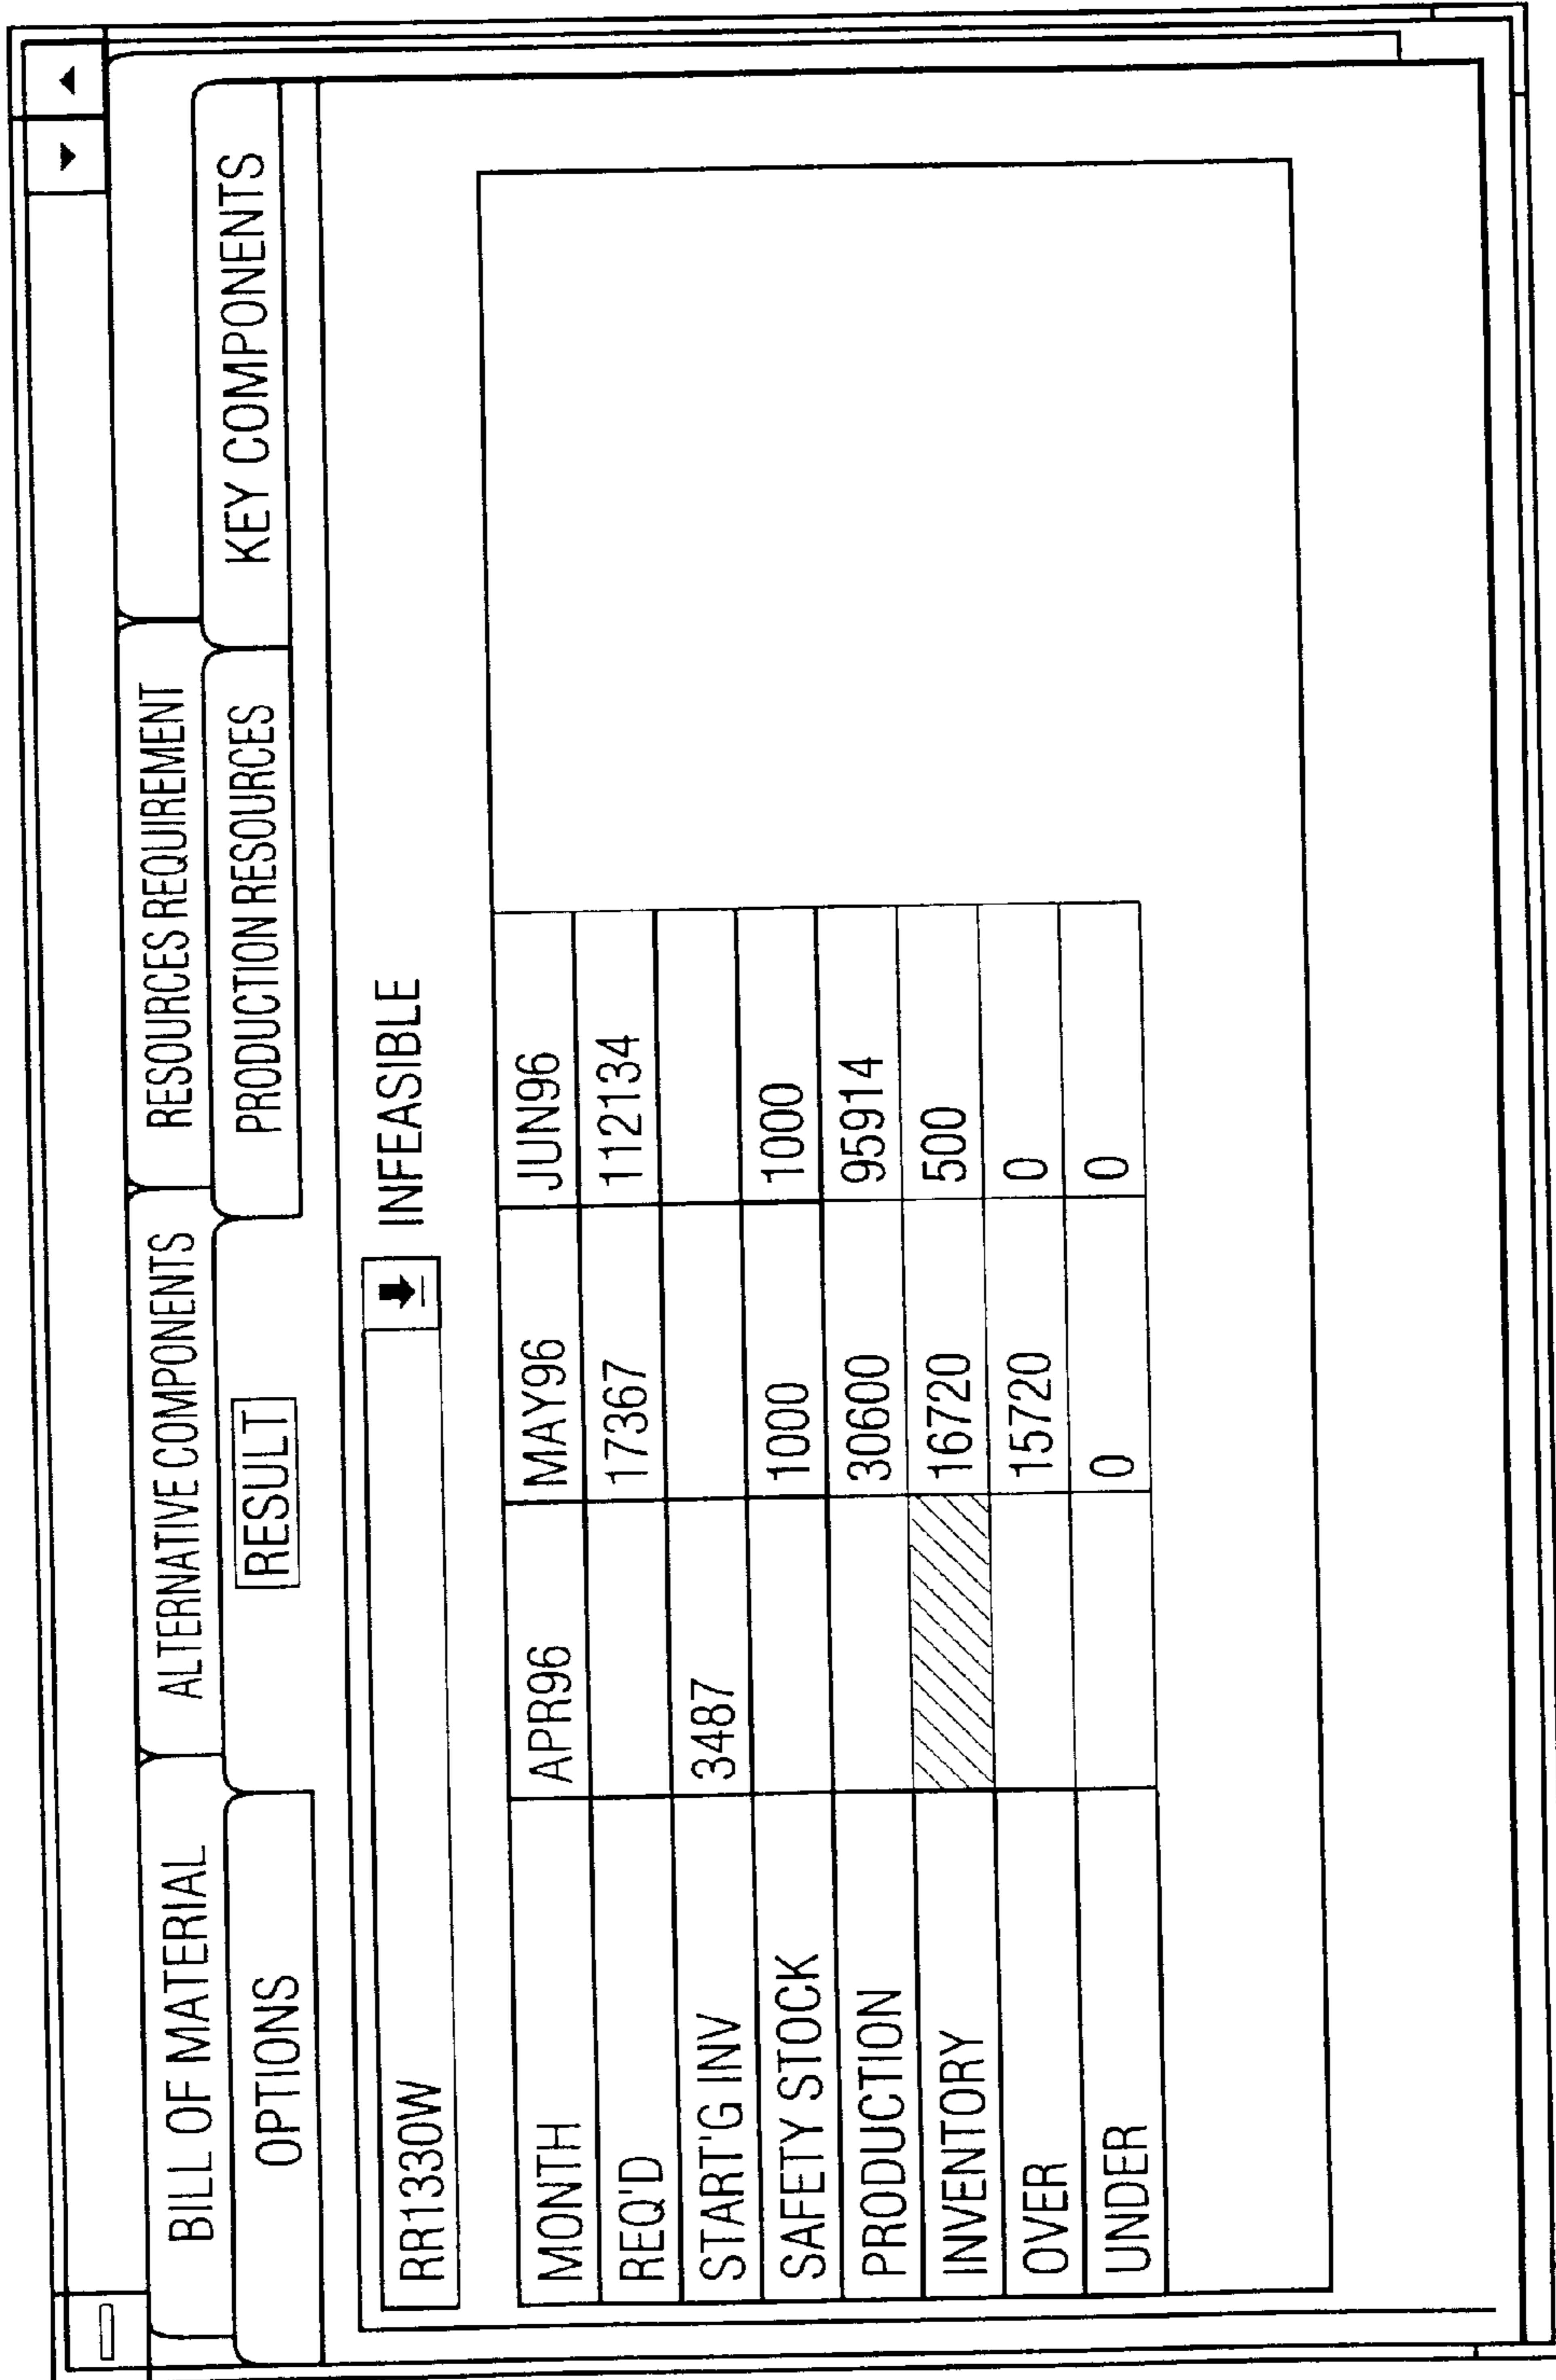 BILL OF MATERIAL ALTERNATIVE COMPONENTS RESOURCES REQUIREMENT
OPTIONS RESULT PRODUCTION RESOURCES KEY COMPONENTS
RR1330W INFEASIBLE
MONTH APR96 MAY96 JUN96
REQ'D 17367 112134
START'G INV 3487
SAFETY STOCK 1000 1000
PRODUCTION 30600 95914
INVENTORY 16720 500
OVER 15720 0
UNDER 0 0